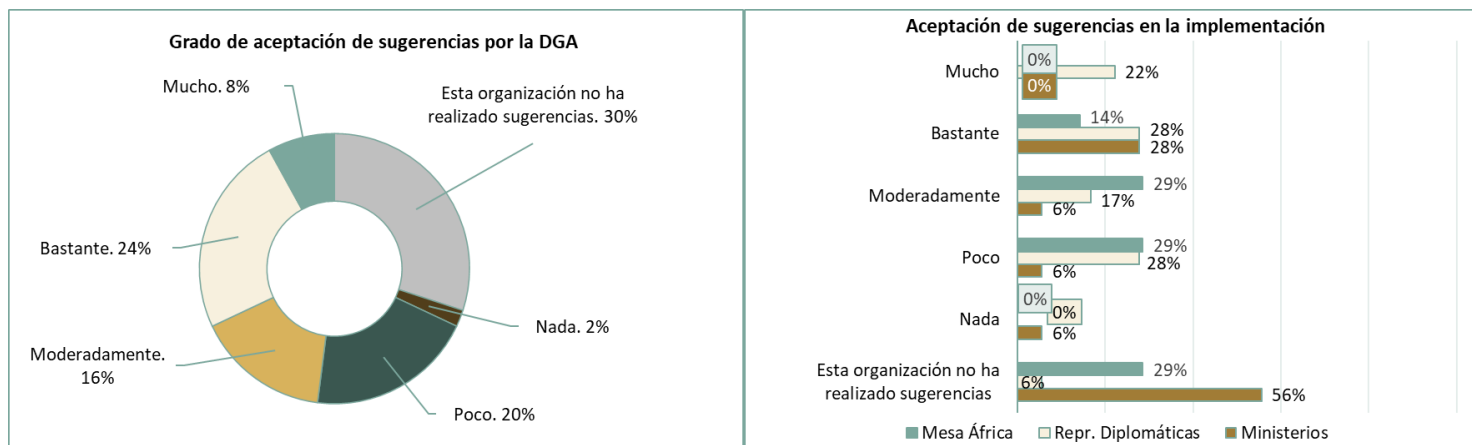 Grado de aceptación de sugerencias por la DGA
Mucho. 8%
Esta organización no ha
realizado sugerencias. 30%
Bastante. 24%
Nada. 2%
Moderadamente.
16%
Poco. 20%
Aceptación de sugerencias en la implementación
Mucho
0%
22%
0%
Bastante
14%
28%
28%
Moderadamente
29%
17%
6%
Poco
29%
28%
6%
Nada
0%
0%
6%
Esta organización no ha
realizado sugerencias
29%
6%
56%
Mesa África
Repr. Diplomáticas
Ministerios